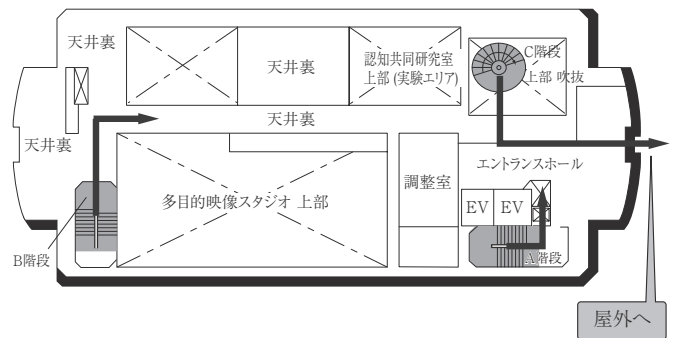 天井裏
天井裏
認知共同研究室
上部 (実験エリア)
C階段
上部 吹抜
天井裏
天井裏
エントランスホール
調整室
多目的映像スタジオ 上部
EV
EV
B階段
A階段
屋外へ